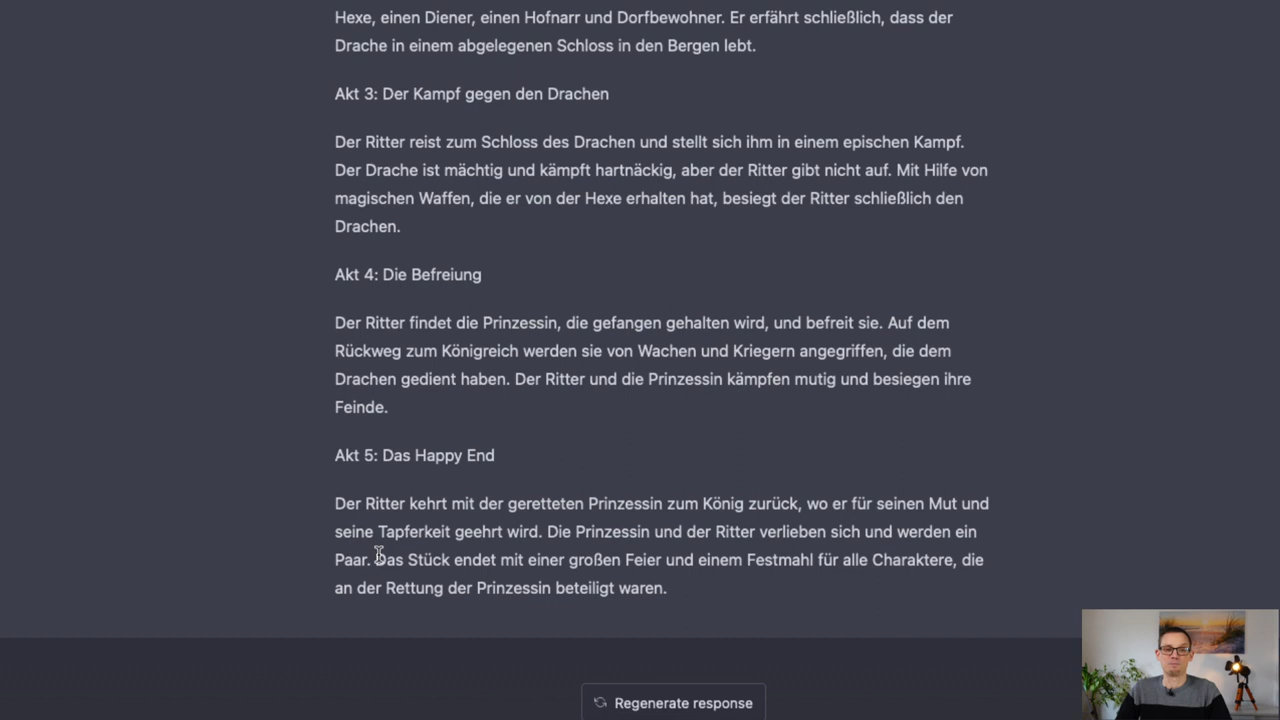 Hexe, einen Diener, einen Hofnarr und Dorfbewohner. Er erfährt schließlich, dass der
Drache in einem abgelegenen Schloss in den Bergen lebt.
Akt 3: Der Kampf gegen den Drachen
Der Ritter reist zum Schloss des Drachen und stellt sich ihm in einem epischen Kampf.
Der Drache ist mächtig und kämpft hartnäckig, aber der Ritter gibt nicht auf. Mit Hilfe von
magischen Waffen, die er von der Hexe erhalten hat, besiegt der Ritter schließlich den
Drachen.
Akt 4: Die Befreiung
Der Ritter findet die Prinzessin, die gefangen gehalten wird, und befreit sie. Auf dem
Rückweg zum Königreich werden sie von Wachen und Kriegern angegriffen, die dem
Drachen gedient haben. Der Ritter und die Prinzessin kämpfen mutig und besiegen ihre
Feinde.
Akt 5: Das Happy End
Der Ritter kehrt mit der geretteten Prinzessin zum König zurück, wo er für seinen Mut und
seine Tapferkeit geehrt wird. Die Prinzessin und der Ritter verlieben sich und werden ein
Paar. Das Stück endet mit einer großen Feier und einem Festmahl für alle Charaktere, die
an der Rettung der Prinzessin beteiligt waren.
Regenerate response